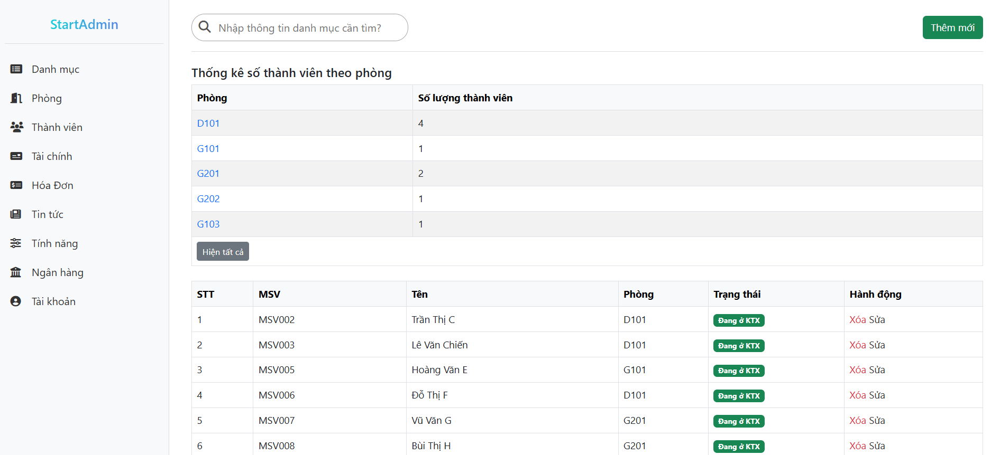 StartAdmin
Danh mục
Phòng
Thành viên
Tài chính
Hóa Đơn
Tin tức
Tính năng
Ngân hàng
Tài khoản
Nhập thông tin danh mục cần tìm?
Thêm mới
Thống kê số thành viên theo phòng
Phòng Số lượng thành viên
D101 4
G101 1
G201 2
G202 1
G103 1
Hiện tất cả
STT MSV Tên Phòng Trạng thái Hành động
1 MSV002 Trần Thị C D101 Đang ở KTX Xóa Sửa
2 MSV003 Lê Văn Chiến D101 Đang ở KTX Xóa Sửa
3 MSV005 Hoàng Văn E G101 Đang ở KTX Xóa Sửa
4 MSV006 Đỗ Thị F D101 Đang ở KTX Xóa Sửa
5 MSV007 Vũ Văn G G201 Đang ở KTX Xóa Sửa
6 MSV008 Bùi Thị H G201 Đang ở KTX Xóa Sửa